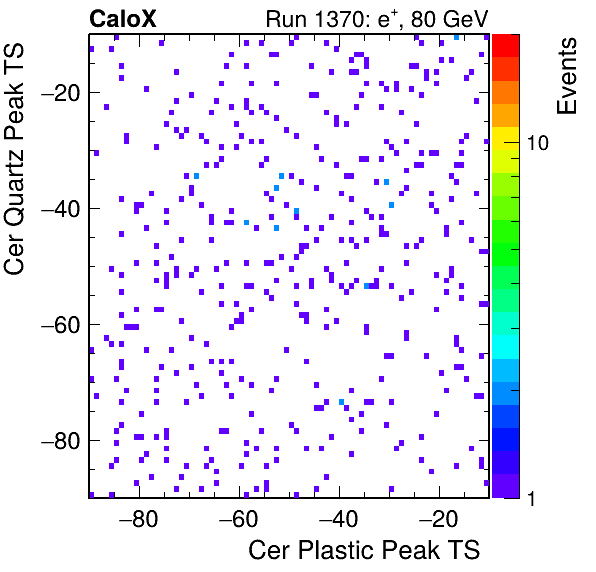 CaloX Run 1370: e+, 80 GeV
Cer Quartz Peak TS
Events
−20
−40
−60
−80
10
1
−80 −60 −40 −20
Cer Plastic Peak TS